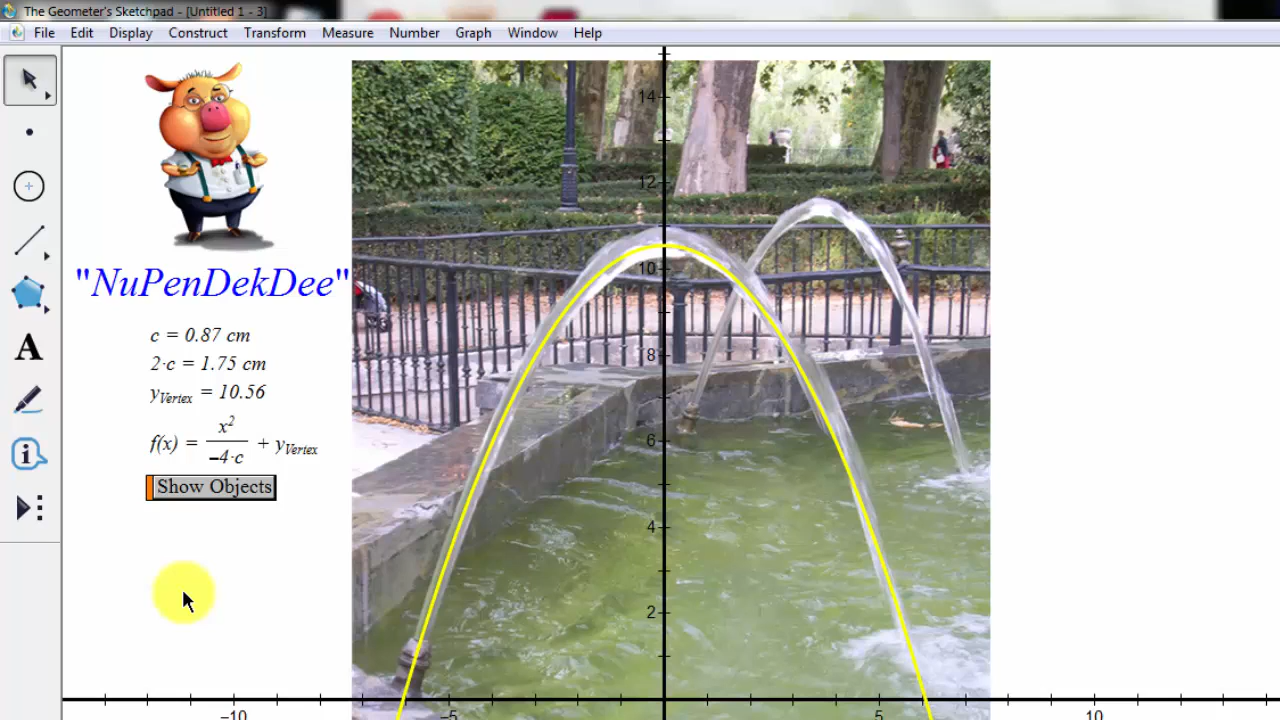 The Geometer's Sketchpad - [Untitled 1 - 3]
File Edit Display Construct Transform Measure Number Graph Window Help
"NuPenDekDee"
c = 0.87 cm
2·c = 1.75 cm
yVertex = 10.56
f(x) = x²/−4·c + yVertex
Show Objects
A
i
14
12
10
8
6
4
2
−10 −5 5 10